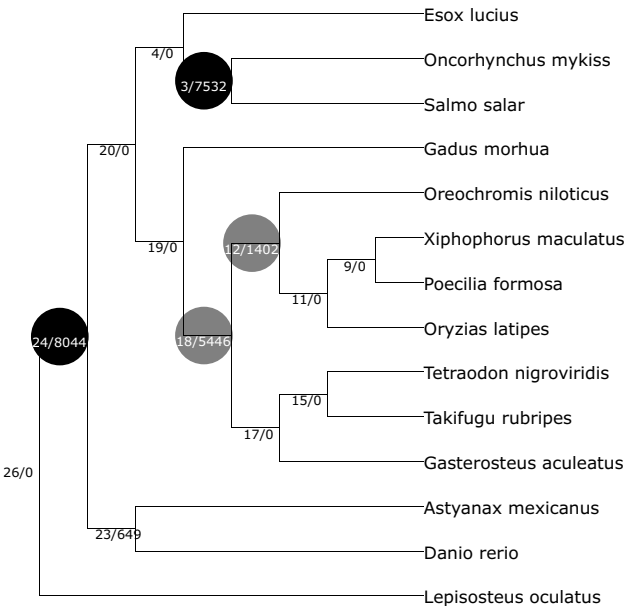 Esox lucius
4/0
Oncorhynchus mykiss
3/7532
Salmo salar
20/0
Gadus morhua
Oreochromis niloticus
Xiphophorus maculatus
19/0
12/1402
9/0
Poecilia formosa
11/0
Oryzias latipes
24/8044
18/5446
Tetraodon nigroviridis
15/0
Takifugu rubripes
17/0
Gasterosteus aculeatus
26/0
Astyanax mexicanus
23/649
Danio rerio
Lepisosteus oculatus